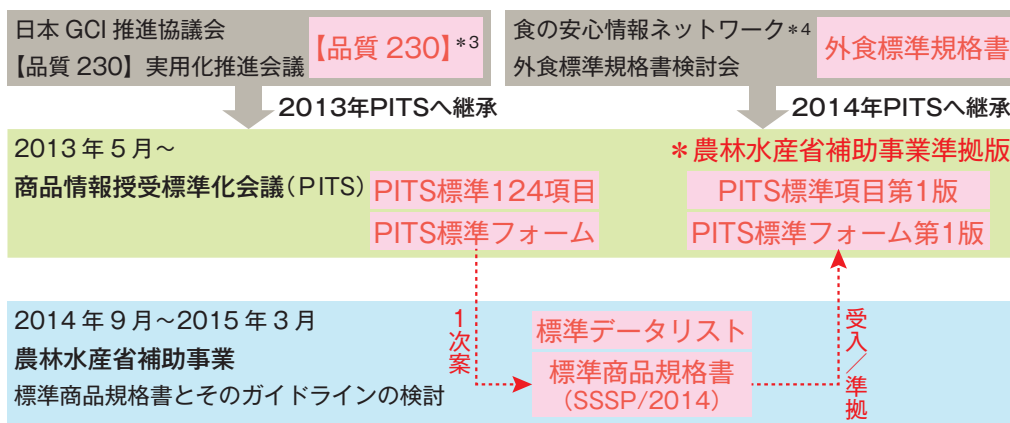 日本 GCI 推進協議会
【品質 230】実用化推進会議
【品質 230】*3
食の安心情報ネットワーク*4
外食標準規格書検討会
外食標準規格書
2013年PITSへ継承
2014年PITSへ継承
2013 年 5 月～
商品情報授受標準化会議(PITS)
PITS標準124項目
PITS標準フォーム
＊農林水産省補助事業準拠版
PITS標準項目第1版
PITS標準フォーム第1版
2014 年 9 月～2015 年 3 月
農林水産省補助事業
標準商品規格書とそのガイドラインの検討
1次案
標準データリスト
標準商品規格書
(SSSP/2014)
受入／準拠